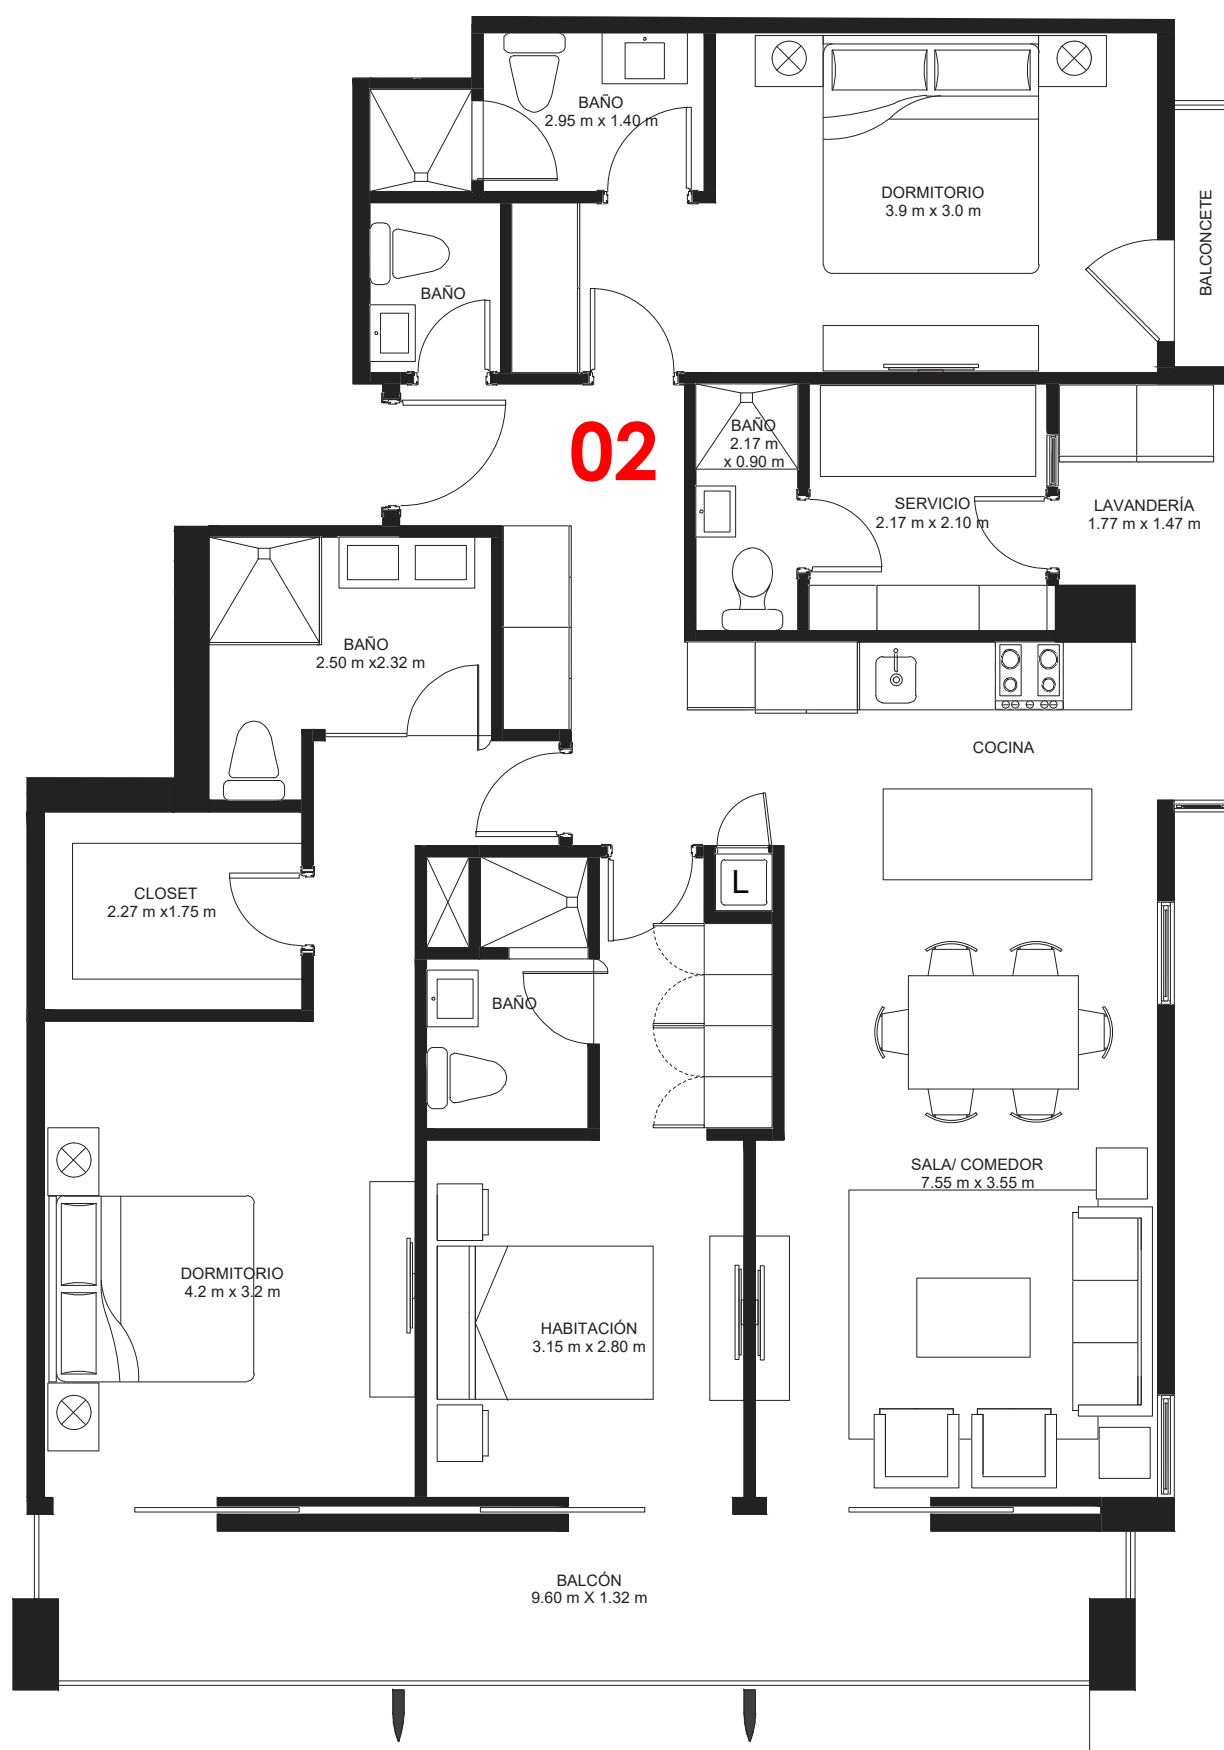 BAÑO
2.95 m x 1.40 m
DORMITORIO
3.9 m x 3.0 m
BALCONCETE
BAÑO
02
BAÑO
2.17 m
x 0.90 m
SERVICIO
2.17 m x 2.10 m
LAVANDERÍA
1.77 m x 1.47 m
BAÑO
2.50 m x2.32 m
COCINA
CLOSET
2.27 m x1.75 m
L
BAÑO
SALA/ COMEDOR
7.55 m x 3.55 m
DORMITORIO
4.2 m x 3.2 m
HABITACIÓN
3.15 m x 2.80 m
BALCÓN
9.60 m X 1.32 m